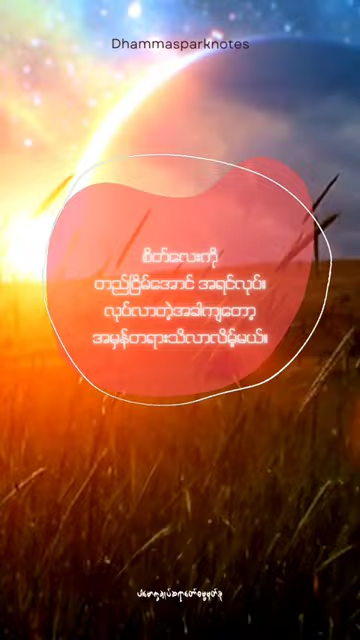 Dhammasparknotes
စိတ်လေးကို
တည်ငြိမ်အောင် အရင်လုပ်။
လုပ်လာတဲ့အခါကျတော့
အမှန်တရားသိလာလိမ့်မယ်။